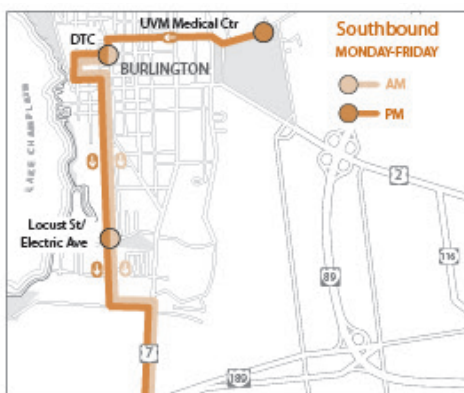 UVM Medical Ctr
DTC
BURLINGTON
Southbound
MONDAY-FRIDAY
AM
PM
LAKE CHAMPLAIN
2
Locust St/
Electric Ave
89
116
7
189